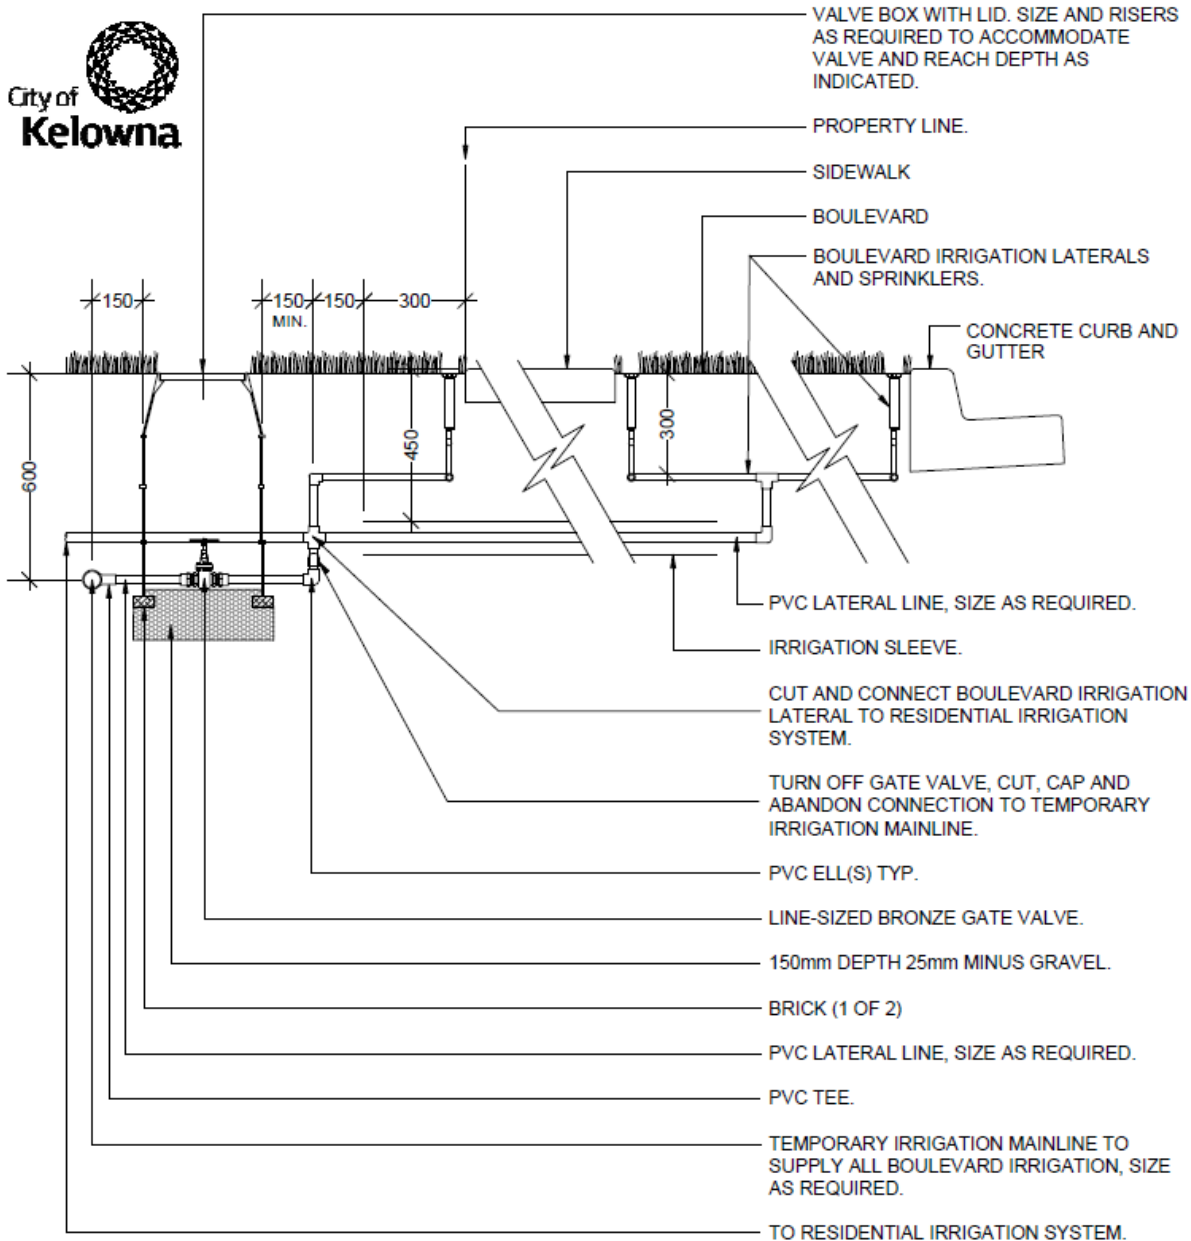 VALVE BOX WITH LID. SIZE AND RISERS
AS REQUIRED TO ACCOMMODATE
VALVE AND REACH DEPTH AS
INDICATED.
City of
Kelowna
PROPERTY LINE.
SIDEWALK
BOULEVARD
BOULEVARD IRRIGATION LATERALS
AND SPRINKLERS.
150
150
MIN.
150
300
CONCRETE CURB AND
GUTTER
600
450
300
PVC LATERAL LINE, SIZE AS REQUIRED.
IRRIGATION SLEEVE.
CUT AND CONNECT BOULEVARD IRRIGATION
LATERAL TO RESIDENTIAL IRRIGATION
SYSTEM.
TURN OFF GATE VALVE, CUT, CAP AND
ABANDON CONNECTION TO TEMPORARY
IRRIGATION MAINLINE.
PVC ELL(S) TYP.
LINE-SIZED BRONZE GATE VALVE.
150mm DEPTH 25mm MINUS GRAVEL.
BRICK (1 OF 2)
PVC LATERAL LINE, SIZE AS REQUIRED.
PVC TEE.
TEMPORARY IRRIGATION MAINLINE TO
SUPPLY ALL BOULEVARD IRRIGATION, SIZE
AS REQUIRED.
TO RESIDENTIAL IRRIGATION SYSTEM.